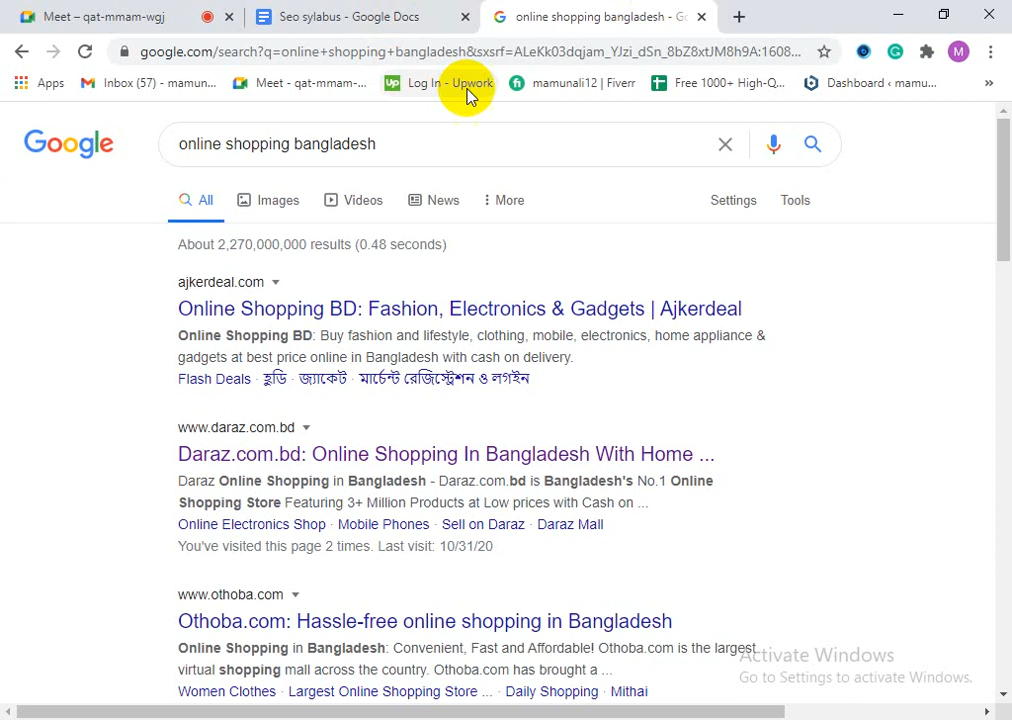 Meet – qat-mmam-wgj
Seo sylabus - Google Docs
online shopping bangladesh - Go
google.com/search?q=online+shopping+bangladesh&sxsrf=ALeKk03dqjam_YJzi_dSn_8bZ8xtJM8h9A:1608...
M
Apps
Inbox (57) - mamun...
Meet - qat-mmam-...
up Log In - Upwork
fi mamunali12 | Fiverr
Free 1000+ High-Q...
Dashboard ‹ mamu...
»
Google
online shopping bangladesh
All
Images
Videos
News
More
Settings
Tools
About 2,270,000,000 results (0.48 seconds)
ajkerdeal.com
Online Shopping BD: Fashion, Electronics & Gadgets | Ajkerdeal
Online Shopping BD: Buy fashion and lifestyle, clothing, mobile, electronics, home appliance &
gadgets at best price online in Bangladesh with cash on delivery.
Flash Deals · হুডি · জ্যাকেট · মার্চেন্ট রেজিস্ট্রেশন ও লগইন
www.daraz.com.bd
Daraz.com.bd: Online Shopping In Bangladesh With Home ...
Daraz Online Shopping in Bangladesh - Daraz.com.bd is Bangladesh's No.1 Online
Shopping Store Featuring 3+ Million Products at Low prices with Cash on ...
Online Electronics Shop · Mobile Phones · Sell on Daraz · Daraz Mall
You've visited this page 2 times. Last visit: 10/31/20
www.othoba.com
Othoba.com: Hassle-free online shopping in Bangladesh
Online Shopping in Bangladesh: Convenient, Fast and Affordable! Othoba.com is the largest
virtual shopping mall across the country. Othoba.com has brought a ...
Women Clothes · Largest Online Shopping Store ... · Daily Shopping · Mithai
Activate Windows
Go to Settings to activate Windows.